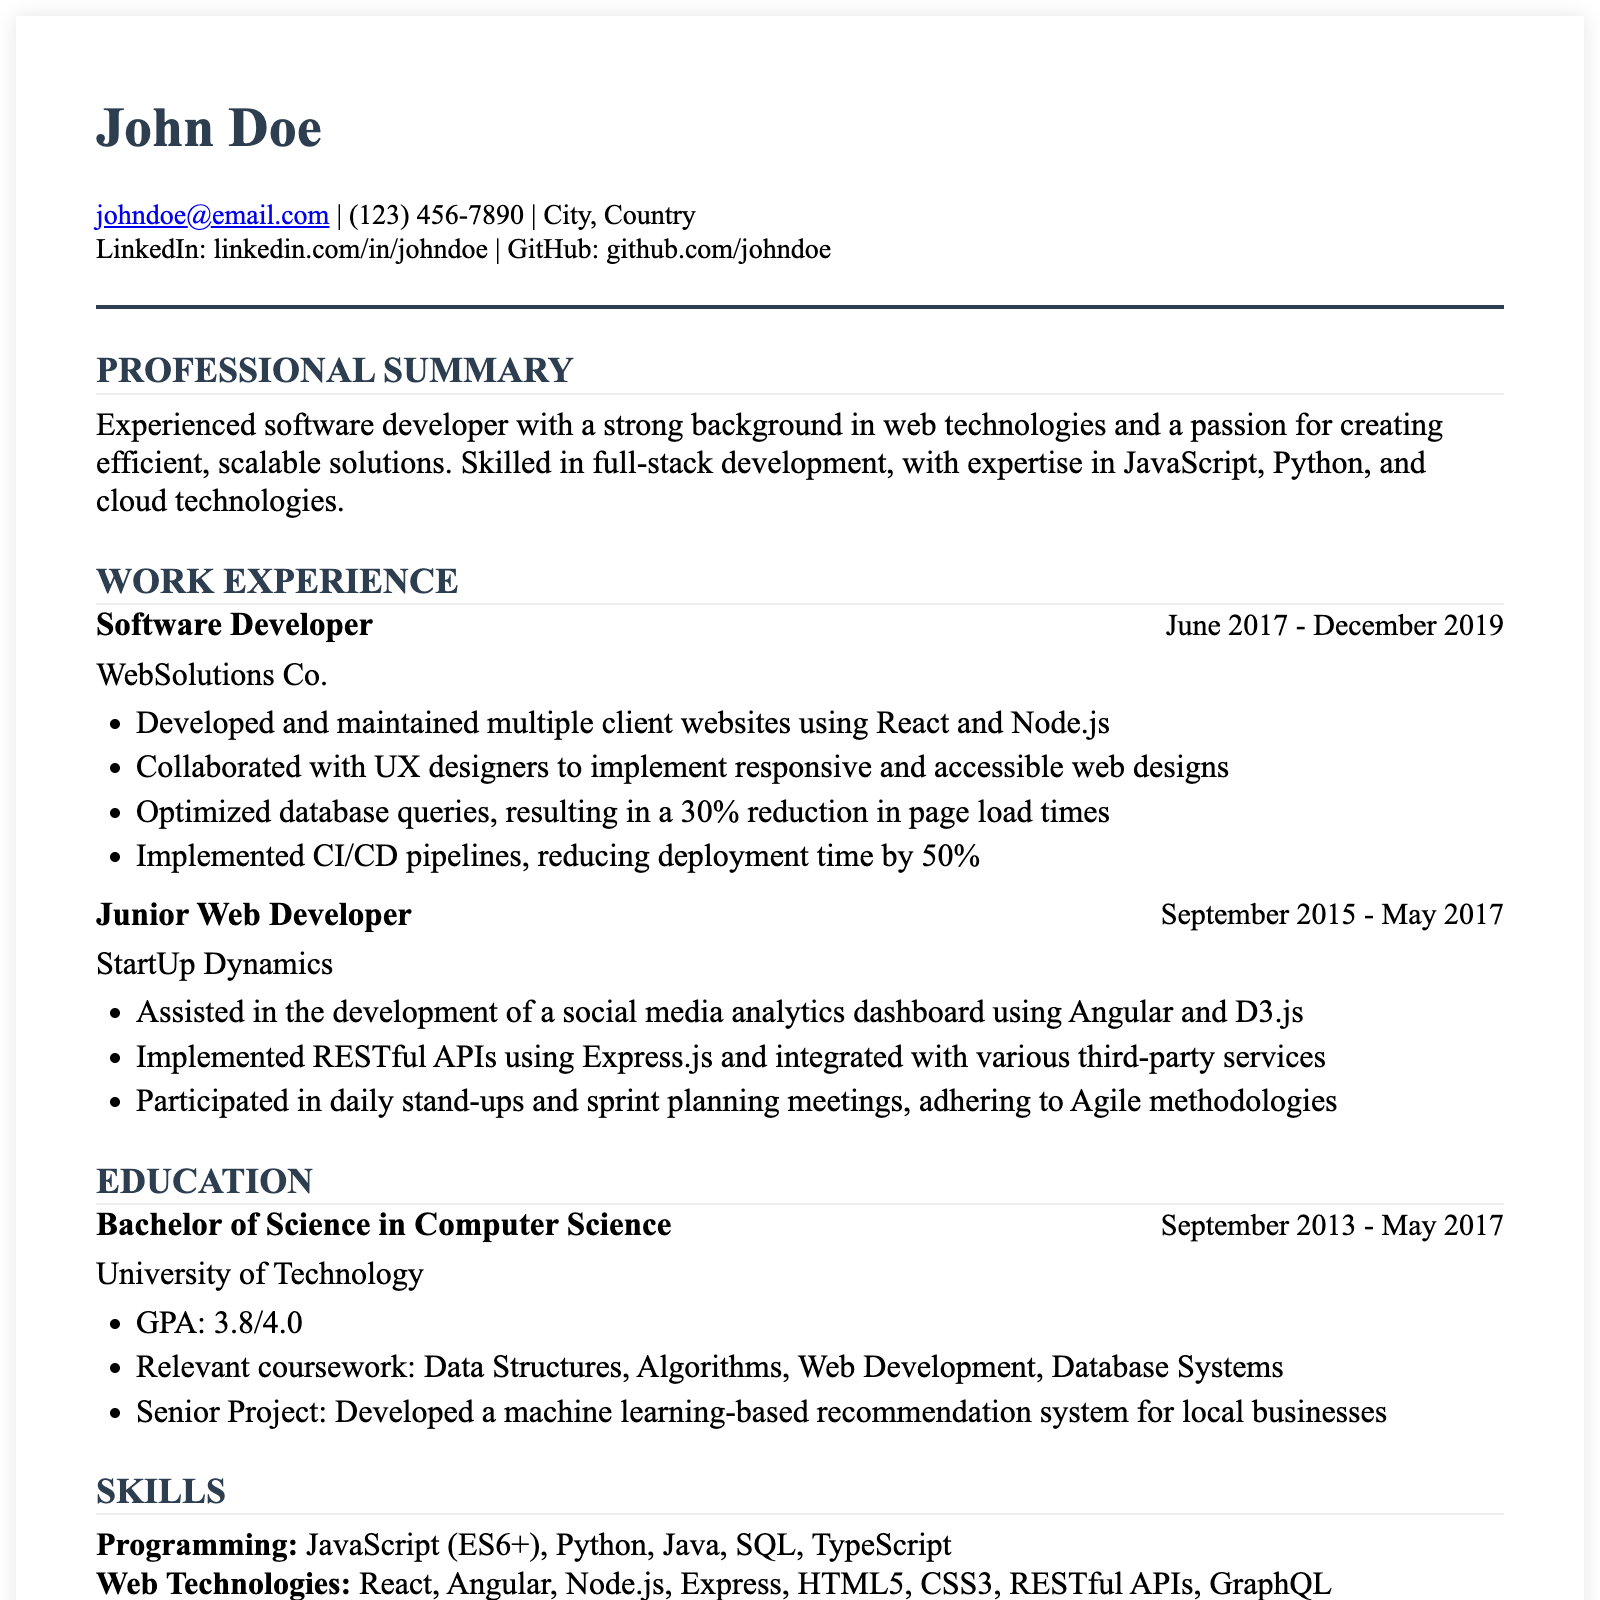 John Doe
johndoe@email.com | (123) 456-7890 | City, Country
LinkedIn: linkedin.com/in/johndoe | GitHub: github.com/johndoe
PROFESSIONAL SUMMARY
Experienced software developer with a strong background in web technologies and a passion for creating
efficient, scalable solutions. Skilled in full-stack development, with expertise in JavaScript, Python, and
cloud technologies.
WORK EXPERIENCE
Software Developer June 2017 - December 2019
WebSolutions Co.
• Developed and maintained multiple client websites using React and Node.js
• Collaborated with UX designers to implement responsive and accessible web designs
• Optimized database queries, resulting in a 30% reduction in page load times
• Implemented CI/CD pipelines, reducing deployment time by 50%
Junior Web Developer September 2015 - May 2017
StartUp Dynamics
• Assisted in the development of a social media analytics dashboard using Angular and D3.js
• Implemented RESTful APIs using Express.js and integrated with various third-party services
• Participated in daily stand-ups and sprint planning meetings, adhering to Agile methodologies
EDUCATION
Bachelor of Science in Computer Science September 2013 - May 2017
University of Technology
• GPA: 3.8/4.0
• Relevant coursework: Data Structures, Algorithms, Web Development, Database Systems
• Senior Project: Developed a machine learning-based recommendation system for local businesses
SKILLS
Programming: JavaScript (ES6+), Python, Java, SQL, TypeScript
Web Technologies: React, Angular, Node.js, Express, HTML5, CSS3, RESTful APIs, GraphQL